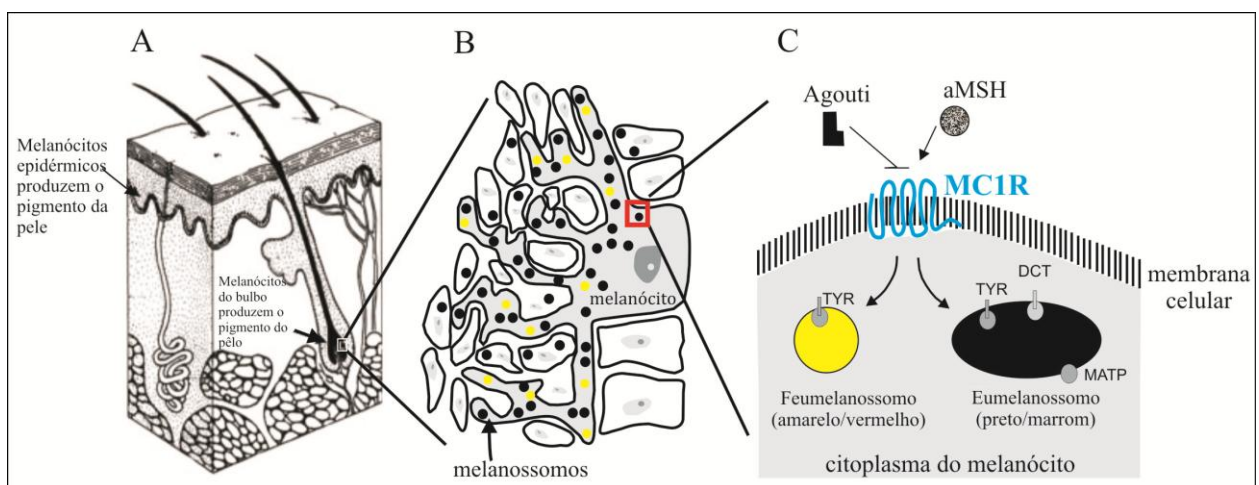 A
Melanócitos
epidérmicos
produzem o
pigmento da
pele
Melanócitos
do bulbo
produzem o
pigmento do
pêlo
B
melanócito
melanossomos
C
Agouti
aMSH
MC1R
membrana
celular
TYR
TYR
DCT
MATP
Feumelanossomo
(amarelo/vermelho)
Eumelanossomo
(preto/marrom)
citoplasma do melanócito